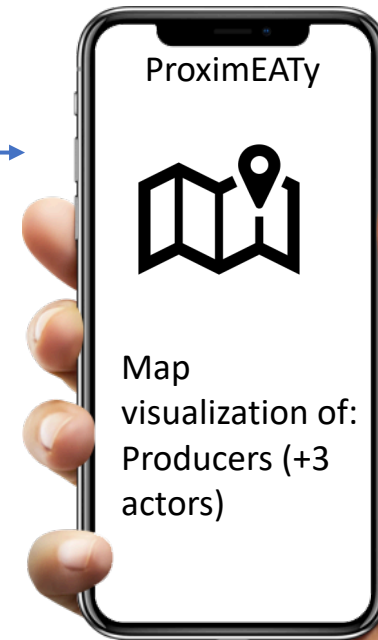 ProximEATy
Map
visualization of:
Producers (+3
actors)